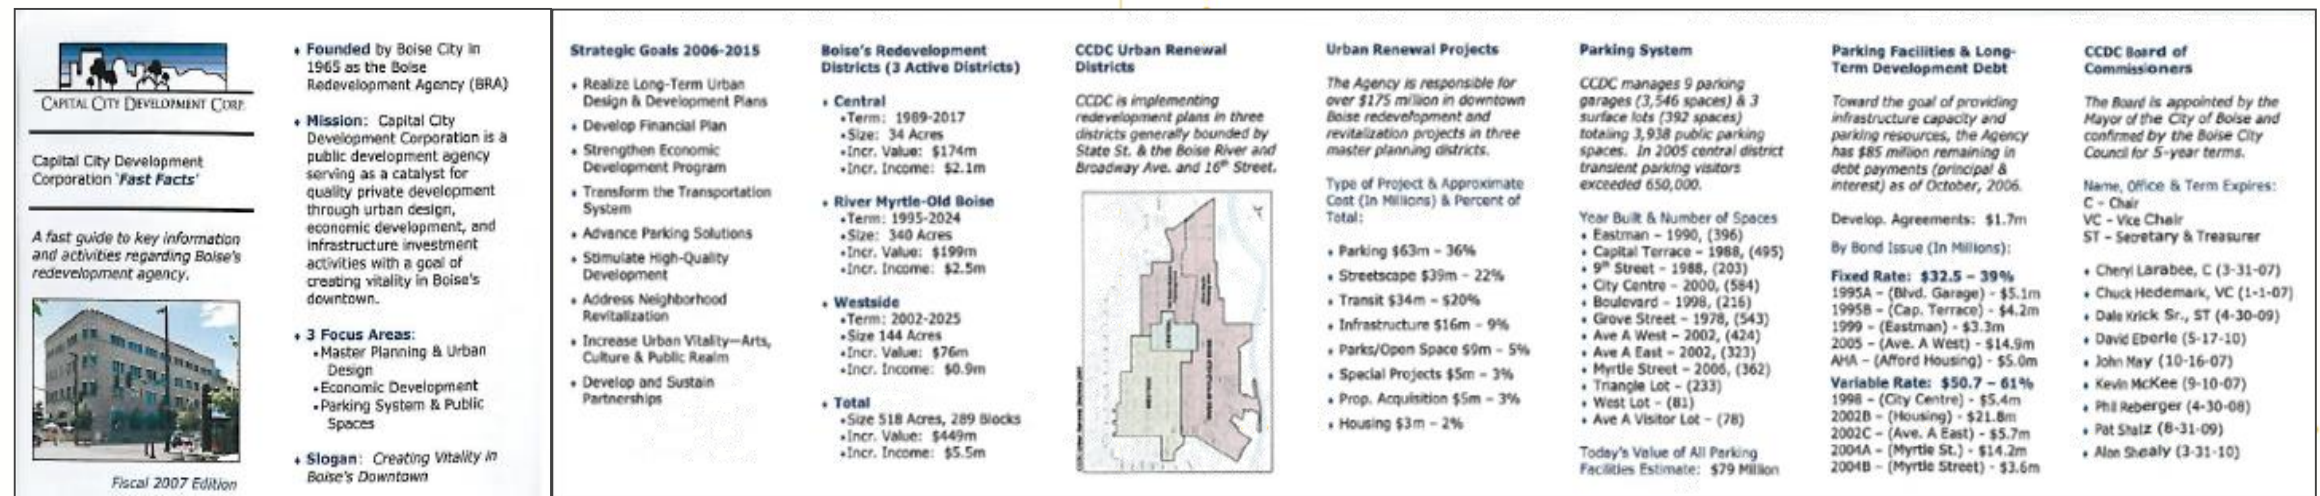 CAPITAL CITY DEVELOPMENT CORP.
Capital City Development
Corporation 'Fast Facts'
A fast guide to key information
and activities regarding Boise's
redevelopment agency.
Fiscal 2007 Edition
Founded by Boise City in
1965 as the Boise
Redevelopment Agency (BRA)
Mission: Capital City
Development Corporation is a
public development agency
serving as a catalyst for
quality private development
through urban design,
economic development, and
infrastructure investment
activities with a goal of
creating vitality in Boise's
downtown.
3 Focus Areas:
Master Planning & Urban
Design
Economic Development
Parking System & Public
Spaces
Slogan: Creating Vitality in
Boise's Downtown
Strategic Goals 2006-2015
Realize Long-Term Urban
Design & Development Plans
Develop Financial Plan
Strengthen Economic
Development Program
Transform the Transportation
System
Advance Parking Solutions
Stimulate High-Quality
Development
Address Neighborhood
Revitalization
Increase Urban Vitality—Arts,
Culture & Public Realm
Develop and Sustain
Partnerships
Boise's Redevelopment
Districts (3 Active Districts)
Central
Term: 1989-2017
Size: 34 Acres
Incr. Value: $174m
Incr. Income: $2.1m
River Myrtle-Old Boise
Term: 1995-2024
Size: 340 Acres
Incr. Value: $199m
Incr. Income: $2.5m
Westside
Term: 2002-2025
Size 144 Acres
Incr. Value: $76m
Incr. Income: $0.9m
Total
Size 518 Acres, 289 Blocks
Incr. Value: $449m
Incr. Income: $5.5m
CCDC Urban Renewal
Districts
CCDC is implementing
redevelopment plans in three
districts generally bounded by
State St. & the Boise River and
Broadway Ave. and 16th Street.
Urban Renewal Projects
The Agency is responsible for
over $175 million in downtown
Boise redevelopment and
revitalization projects in three
master planning districts.
Type of Project & Approximate
Cost (In Millions) & Percent of
Total:
Parking $63m – 36%
Streetscape $39m – 22%
Transit $34m – $20%
Infrastructure $16m – 9%
Parks/Open Space $9m – 5%
Special Projects $5m – 3%
Prop. Acquisition $5m – 3%
Housing $3m – 2%
Parking System
CCDC manages 9 parking
garages (3,546 spaces) & 3
surface lots (392 spaces)
totaling 3,938 public parking
spaces. In 2005 central district
transient parking visitors
exceeded 650,000.
Year Built & Number of Spaces
Eastman – 1990, (396)
Capital Terrace – 1988, (495)
9th Street – 1988, (203)
City Centre – 2000, (584)
Boulevard – 1998, (216)
Grove Street – 1978, (543)
Ave A West – 2002, (424)
Ave A East – 2002, (323)
Myrtle Street – 2006, (362)
Triangle Lot – (233)
West Lot – (81)
Ave A Visitor Lot – (78)
Today's Value of All Parking
Facilities Estimate: $79 Million
Parking Facilities & Long-
Term Development Debt
Toward the goal of providing
infrastructure capacity and
parking resources, the Agency
has $85 million remaining in
debt payments (principal &
interest) as of October, 2006.
Develop. Agreements: $1.7m
By Bond Issue (In Millions):
Fixed Rate: $32.5 – 39%
1995A – (Blvd. Garage) - $5.1m
1995B – (Cap. Terrace) - $4.2m
1999 – (Eastman) - $3.3m
2005 – (Ave. A West) - $14.9m
AHA – (Afford Housing) - $5.0m
Variable Rate: $50.7 – 61%
1998 – (City Centre) - $5.4m
2002B – (Housing) - $21.8m
2002C – (Ave. A East) - $5.7m
2004A – (Myrtle St.) - $14.2m
2004B – (Myrtle Street) - $3.6m
CCDC Board of
Commissioners
The Board is appointed by the
Mayor of the City of Boise and
confirmed by the Boise City
Council for 5-year terms.
Name, Office & Term Expires:
C – Chair
VC – Vice Chair
ST – Secretary & Treasurer
Cheryl Larabee, C (3-31-07)
Chuck Hedemark, VC (1-1-07)
Dale Krick Sr., ST (4-30-09)
David Eberle (5-17-10)
John May (10-16-07)
Kevin McKee (9-10-07)
Phil Reberger (4-30-08)
Pat Shalz (8-31-09)
Alan Shealy (3-31-10)